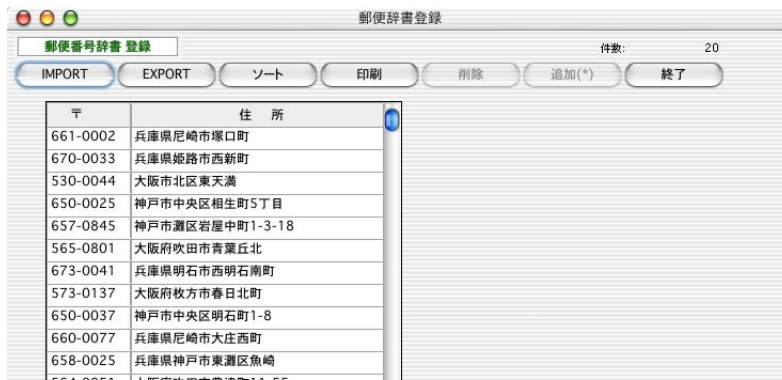 郵便辞書登録
郵便番号辞書 登録
件数: 20
IMPORT EXPORT ソート 印刷 削除 追加(*) 終了
〒 住 所
661-0002 兵庫県尼崎市塚口町
670-0033 兵庫県姫路市西新町
530-0044 大阪市北区東天満
650-0025 神戸市中央区相生町5丁目
657-0845 神戸市灘区岩屋中町1-3-18
565-0801 大阪府吹田市青葉丘北
673-0041 兵庫県明石市西明石南町
573-0137 大阪府枚方市春日北町
650-0037 神戸市中央区明石町1-8
660-0077 兵庫県尼崎市大庄西町
658-0025 兵庫県神戸市東灘区魚崎